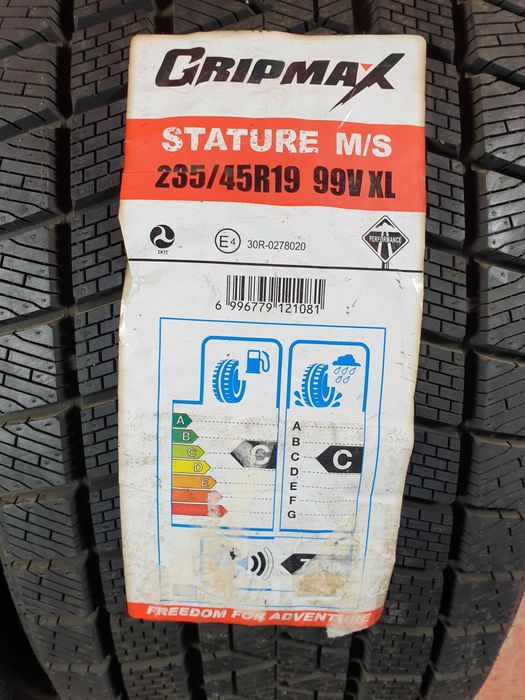 GRIPMAX
STATURE M/S
235/45R19 99V XL
DOT
E4
30R-0278020
PERFORMANCE
6 996779 121081
A
B
C
D
E
C
A
B
C
D
E
F
G
C
FREEDOM FOR ADVENTURE